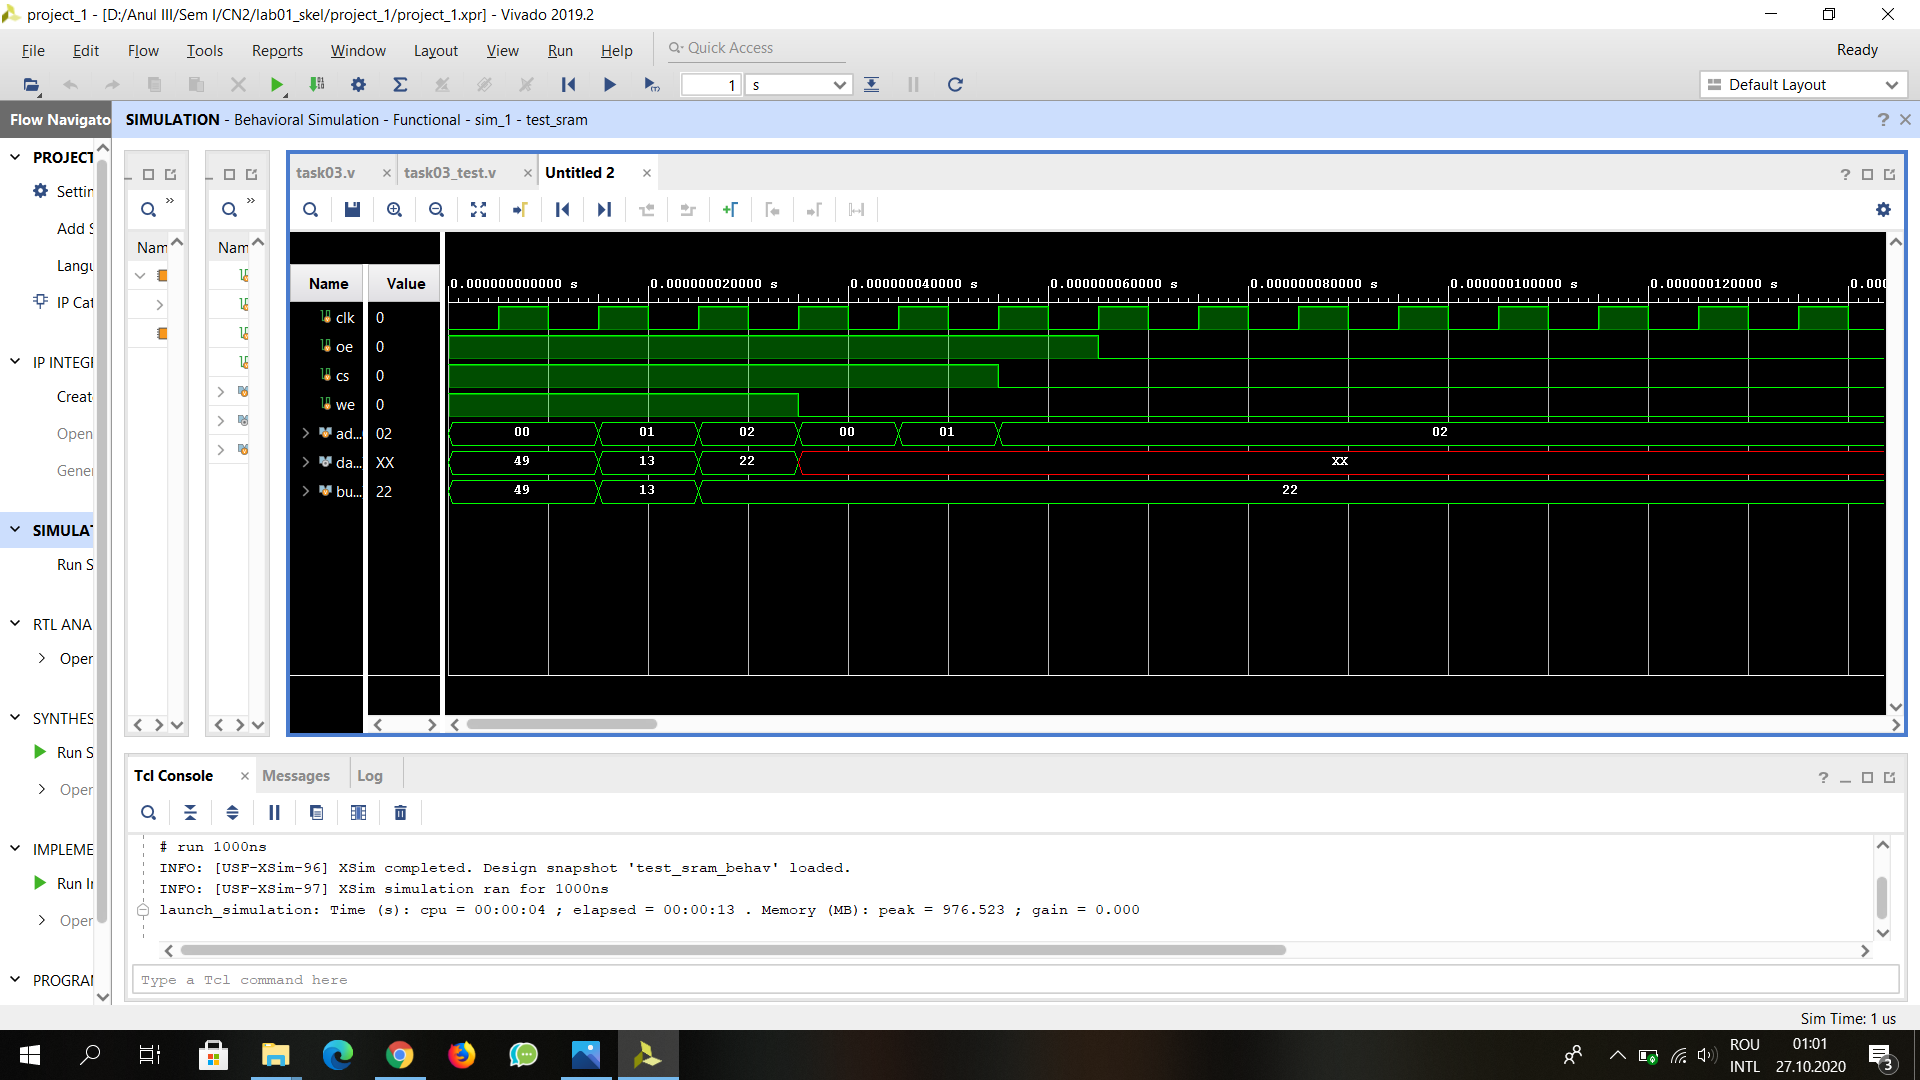 project_1 - [D:/Anul III/Sem I/CN2/lab01_skel/project_1/project_1.xpr] - Vivado 2019.2
File Edit Flow Tools Reports Window Layout View Run Help Quick Access Ready
1 s Default Layout
Flow Navigato SIMULATION - Behavioral Simulation - Functional - sim_1 - test_sram ? ×
PROJECT
Settin
Add S
Langu
IP Cat
IP INTEG
Creat
Open
Gener
SIMULAT
Run S
RTL ANA
Oper
SYNTHES
Run S
Oper
IMPLEME
Run Ir
Oper
PROGRAM
Nam
Nam
task03.v × task03_test.v × Untitled 2 × ?
Name Value 0.000000000000 s 0.000000020000 s 0.000000040000 s 0.000000060000 s 0.000000080000 s 0.000000100000 s 0.000000120000 s 0.000
clk 0
oe 0
cs 0
we 0
ad... 02 00 01 02 00 01 02
da... XX 49 13 22 XX
bu... 22 49 13 22
Tcl Console × Messages Log ?
# run 1000ns
INFO: [USF-XSim-96] XSim completed. Design snapshot 'test_sram_behav' loaded.
INFO: [USF-XSim-97] XSim simulation ran for 1000ns
launch_simulation: Time (s): cpu = 00:00:04 ; elapsed = 00:00:13 . Memory (MB): peak = 976.523 ; gain = 0.000
Type a Tcl command here
Sim Time: 1 us
ROU 01:01
INTL 27.10.2020 3